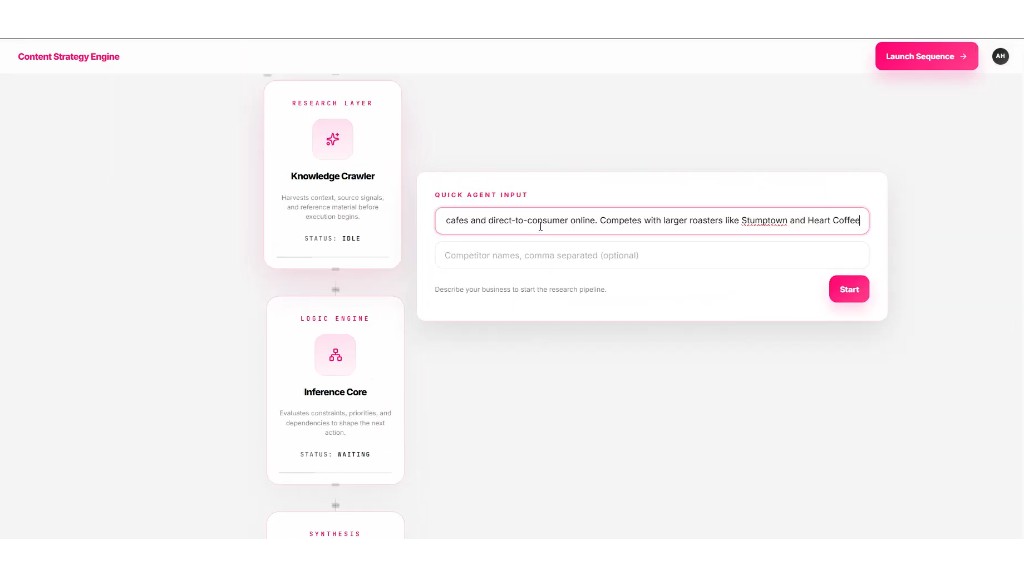 Content Strategy Engine
Launch Sequence →
AH
RESEARCH LAYER
Knowledge Crawler
Harvests context, source signals,
and reference material before
execution begins.
STATUS: IDLE
QUICK AGENT INPUT
cafes and direct-to-consumer online. Competes with larger roasters like Stumptown and Heart Coffee
Competitor names, comma separated (optional)
Describe your business to start the research pipeline.
Start
LOGIC ENGINE
Inference Core
Evaluates constraints, priorities, and
dependencies to shape the next
action.
STATUS: WAITING
SYNTHESIS